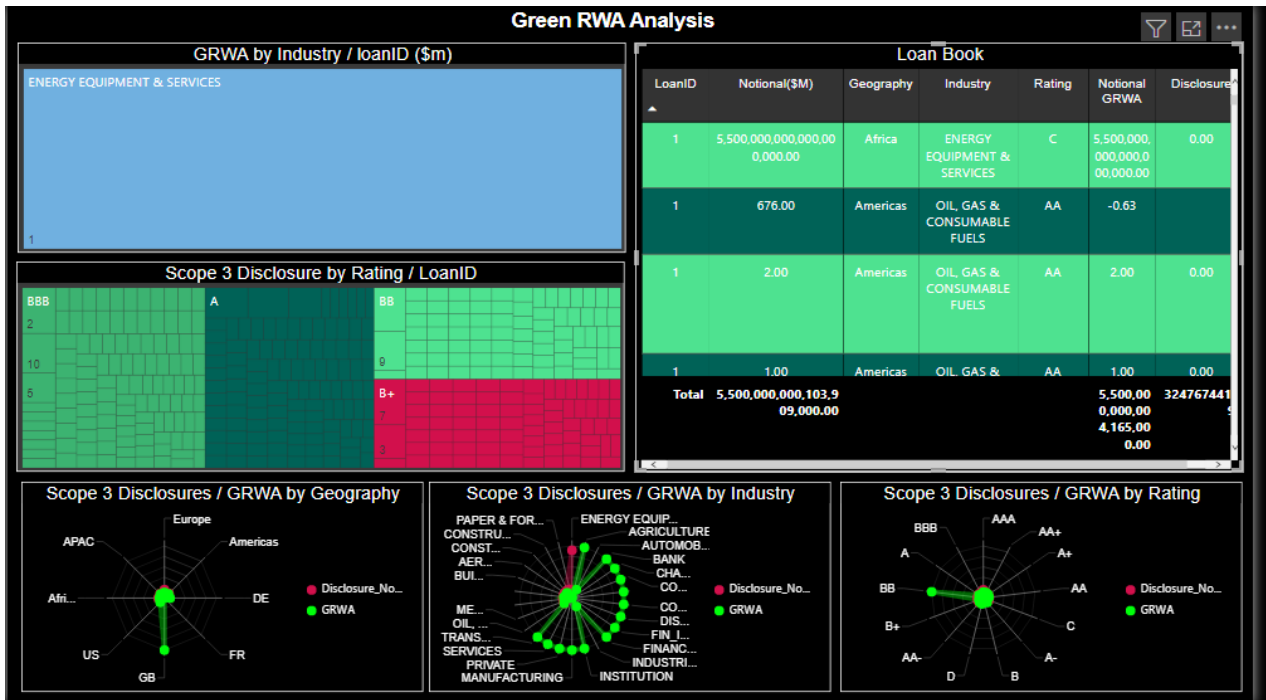 Green RWA Analysis
GRWA by Industry / loanID ($m)
ENERGY EQUIPMENT & SERVICES
1
Loan Book
LoanID Notional($M) Geography Industry Rating Notional GRWA Disclosure
1 5,500,000,000,000,000,000.00 Africa ENERGY EQUIPMENT & SERVICES C 5,500,000,000,000,000,000.00 0.00
1 676.00 Americas OIL, GAS & CONSUMABLE FUELS AA -0.63
1 2.00 Americas OIL, GAS & CONSUMABLE FUELS AA 2.00 0.00
1 1.00 Americas OIL, GAS & AA 1.00 0.00
Total 5,500,000,000,103,909,000.00 5,500,000,000,004,165,000.00 324767441
Scope 3 Disclosure by Rating / LoanID
BBB
2
10
5
A
BB
9
B+
7
3
Scope 3 Disclosures / GRWA by Geography
Europe
Americas
DE
FR
GB
US
Afri...
APAC
Disclosure_No...
GRWA
Scope 3 Disclosures / GRWA by Industry
ENERGY EQUIP...
AGRICULTURE
AUTOMOB...
BANK
CHA...
CO...
CO...
DIS...
FIN_I...
FINANC...
INDUSTRI...
INSTITUTION
MANUFACTURING
PRIVATE
SERVICES
TRANS...
OIL, ...
ME...
BUI...
AER...
CONST...
CONSTRU...
PAPER & FOR...
Disclosure_No...
GRWA
Scope 3 Disclosures / GRWA by Rating
AAA
AA+
A+
AA
C
A-
B
D
AA-
B+
BB
A
BBB
Disclosure_No...
GRWA